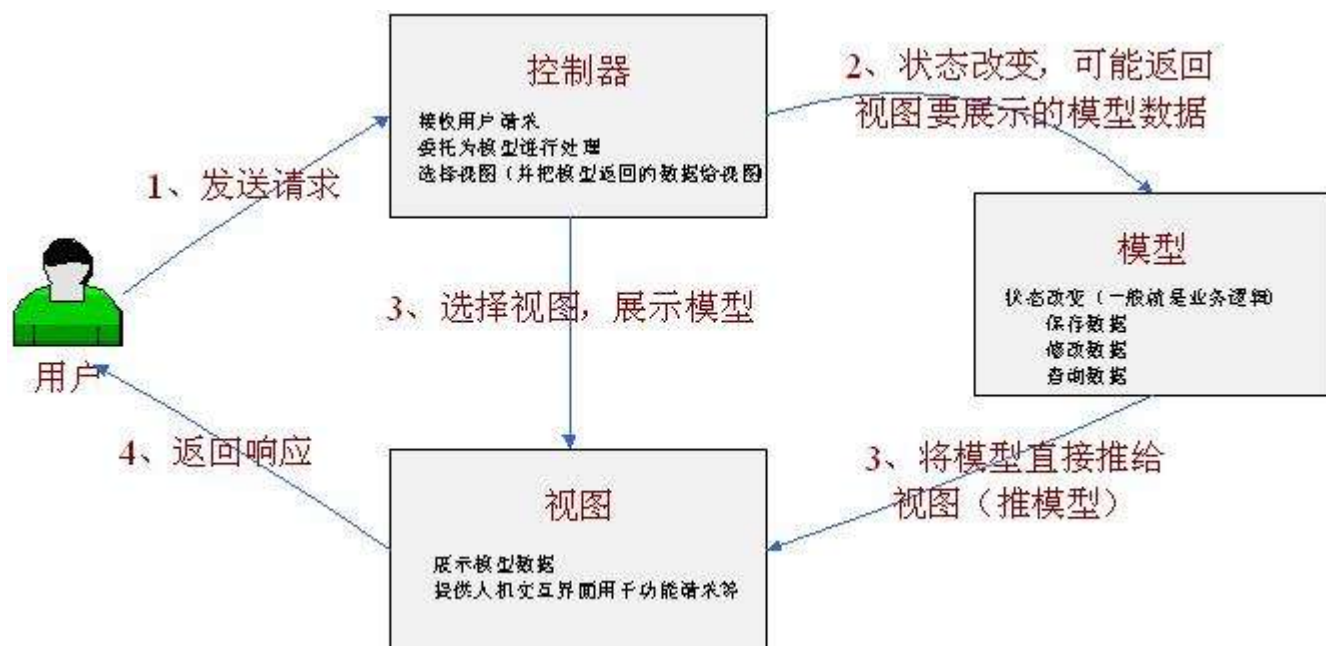 控制器
接收用户请求
委托为模型进行处理
选择视图（并把模型返回的数据给视图）
2、状态改变，可能返回
视图要展示的模型数据
1、发送请求
模型
状态改变（一般就是业务逻辑）
保存数据
修改数据
查询数据
3、选择视图，展示模型
用户
4、返回响应
3、将模型直接推给
视图（推模型）
视图
展示模型数据
提供人机交互界面用于功能请求等